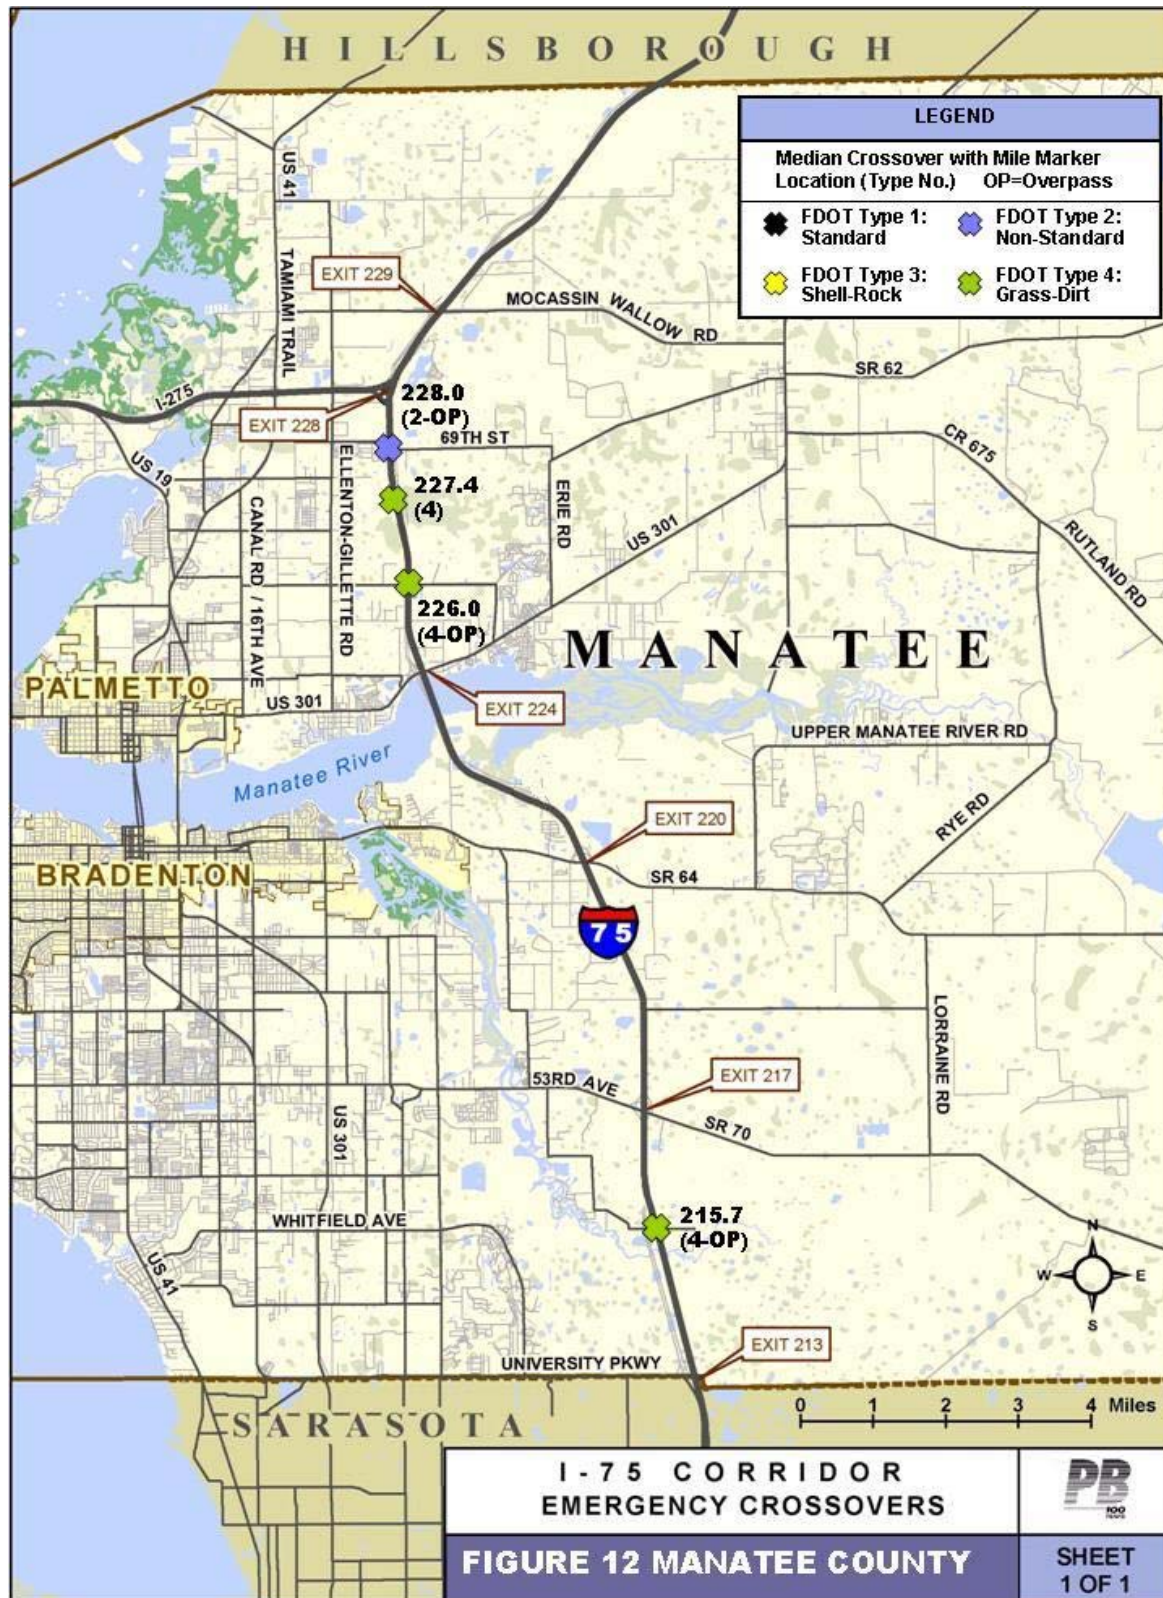 HILLSBOROUGH
LEGEND
Median Crossover with Mile Marker
Location (Type No.) OP=Overpass
FDOT Type 1:
Standard
FDOT Type 2:
Non-Standard
FDOT Type 3:
Shell-Rock
FDOT Type 4:
Grass-Dirt
US 41
TAMIAMI TRAIL
EXIT 229
MOCASSIN WALLOW RD
SR 62
I-275
228.0
(2-OP)
EXIT 228
69TH ST
CR 675
US 19
ELLENTON-GILLETTE RD
227.4
(4)
ERIE RD
US 301
CANAL RD / 16TH AVE
RUTLAND RD
226.0
(4-OP)
MANATEE
PALMETTO
US 301
EXIT 224
UPPER MANATEE RIVER RD
Manatee River
EXIT 220
RYE RD
BRADENTON
SR 64
75
LORRAINE RD
53RD AVE
EXIT 217
SR 70
US 301
215.7
(4-OP)
WHITFIELD AVE
US 41
N
W
E
S
EXIT 213
UNIVERSITY PKWY
0 1 2 3 4 Miles
SARASOTA
I-75 CORRIDOR
EMERGENCY CROSSOVERS
PB
100
YEARS
FIGURE 12 MANATEE COUNTY
SHEET
1 OF 1